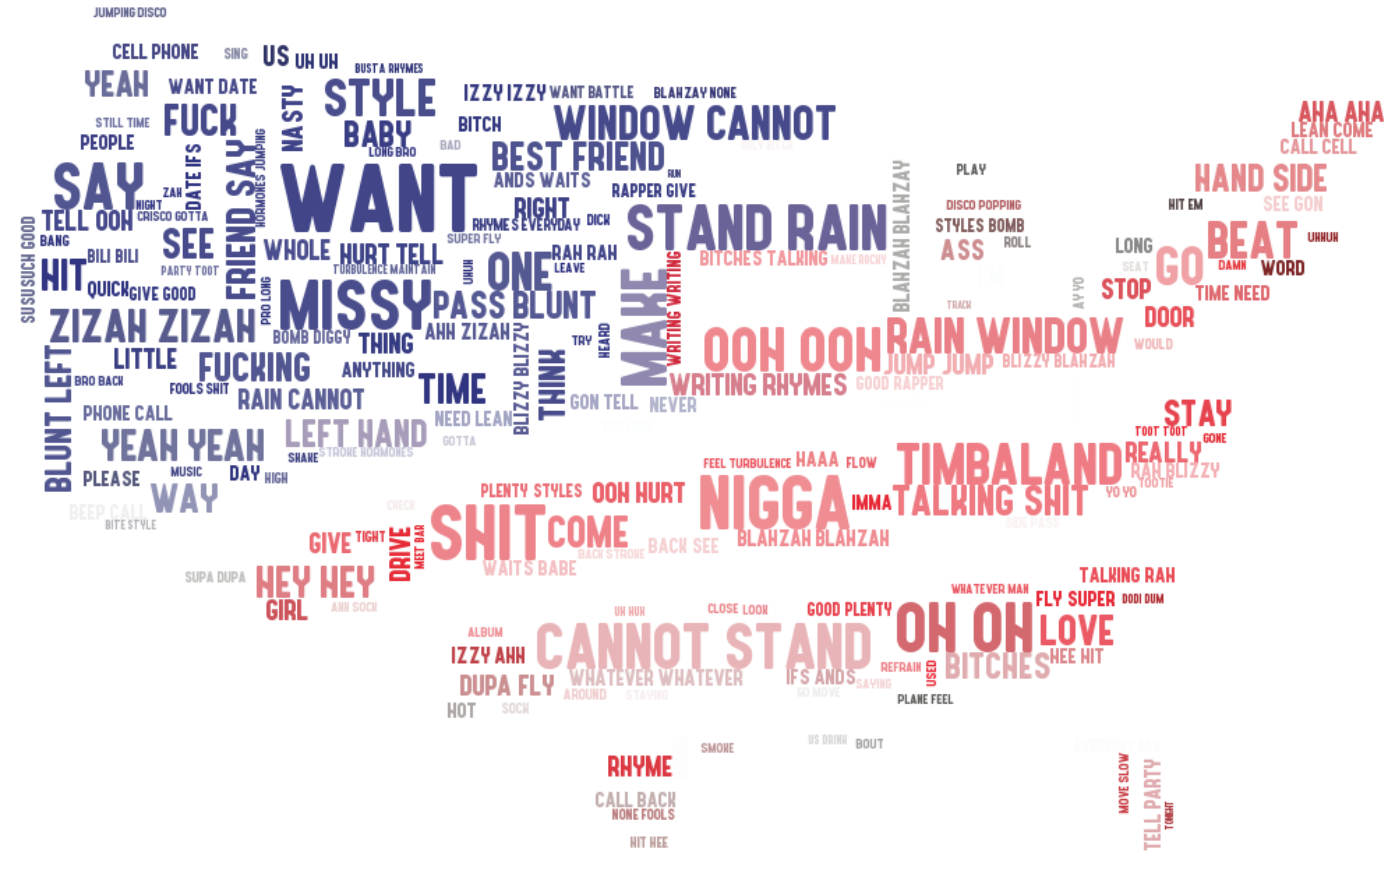 JUMPING DISCO
CELL PHONE
SING
US
UH UH
BUSTA RHYMES
YEAH
WANT DATE
NASTY
STYLE
IZZY IZZY
WANT BATTLE
BLAHZAY NONE
STILL TIME
FUCK
BABY
BITCH
WINDOW CANNOT
AHA AHA
LEAN COME
CALL CELL
PEOPLE
DATE IFS
FRIEND SAY
HORMONES JUMPING
LONG BRO
BAD
BEST FRIEND
SAY
ZAH
NIGHT
WANT
ANDS WAITS
RUN
RAPPER GIVE
BLAHZAH BLAHZAY
PLAY
HAND SIDE
TELL OOH
CRISCO GOTTA
RIGHT
RHYMES EVERYDAY
DICK
STAND RAIN
DISCO POPPING
STYLES BOMB
HIT EM
SEE GON
SU SU SUCH GOOD
BANG
BILI BILI
SEE
WHOLE
HURT TELL
SUPER FLY
RAH RAH
LEAVE
BITCHES TALKING
MAKE ROCKY
ASS
ROLL
LONG
SEAT
GO
BEAT
UHHUH
DAMN
WORD
HIT
PARTY TOOT
TURBULENCE MAINTAIN
UHUH
ONE
QUICK
GIVE GOOD
PRO LONG
MISSY
PASS BLUNT
MAKE
WRITING WRITING
TRACK
AY YO
STOP
TIME NEED
ZIZAH ZIZAH
BOMB DIGGY
THING
AHH ZIZAH
BLIZZY BLIZZY
TRY
HEARD
OOH OOH
RAIN WINDOW
DOOR
WOULD
BLUNT LEFT
LITTLE
FUCKING
ANYTHING
THINK
JUMP JUMP
BLIZZY BLAHZAH
BRO BACK
FOOLS SHIT
RAIN CANNOT
TIME
WRITING RHYMES
GOOD RAPPER
PHONE CALL
NEED LEAN
GON TELL
NEVER
STAY
YEAH YEAH
LEFT HAND
GOTTA
TOOT TOOT
GONE
SHAKE
STROKE HORMONES
FEEL TURBULENCE
HAAA
FLOW
TIMBALAND
REALLY
PLEASE
MUSIC
DAY
HIGH
RAH BLIZZY
TOOTIE
WAY
PLENTY STYLES
OOH HURT
NIGGA
IMMA
TALKING SHIT
YO YO
BEEP CALL
BITE STYLE
CHECK
SHIT
COME
SIDE PASS
GIVE
TIGHT
DRIVE
MEET BAR
BACK STROKE
BACK SEE
BLAHZAH BLAHZAH
WAITS BABE
SUPA DUPA
HEY HEY
TALKING RAH
GIRL
AHH SOCK
UH HUH
CLOSE LOOK
GOOD PLENTY
WHATEVER MAN
FLY SUPER
DODI DUM
ALBUM
CANNOT STAND
OH OH
LOVE
IZZY AHH
HEE HIT
DUPA FLY
WHATEVER WHATEVER
IFS ANDS
SAYING
REFRAIN
USED
BITCHES
AROUND
STAYING
GO MOVE
PLANE FEEL
HOT
SOCK
SMOKE
US DRINK
BOUT
RHYME
MOVE SLOW
TELL PARTY
TONIGHT
CALL BACK
NONE FOOLS
HIT HEE